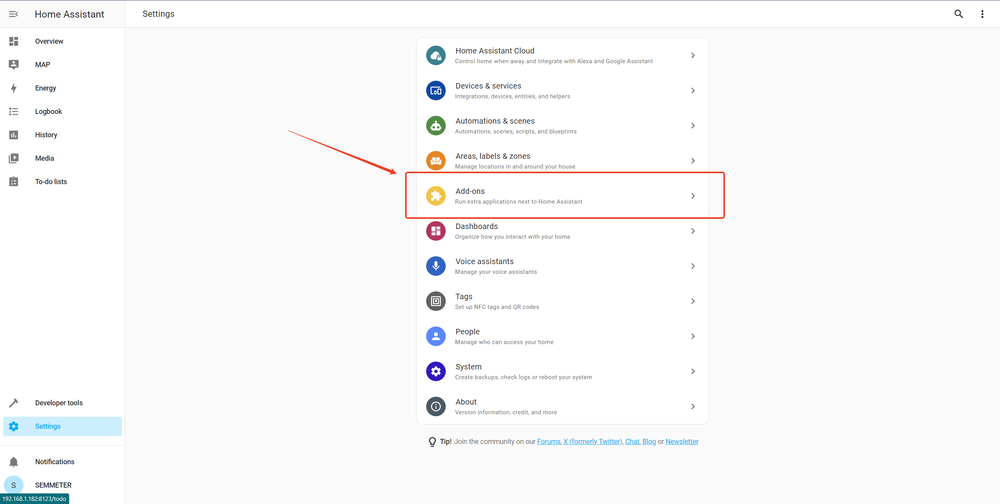 Home Assistant
Settings
Overview
MAP
Energy
Logbook
History
Media
To-do lists
Developer tools
Settings
Notifications
S
SEMMETER
192.168.1.182:8123/todo
Home Assistant Cloud
Control home when away and integrate with Alexa and Google Assistant
Devices & services
Integrations, devices, entities, and helpers
Automations & scenes
Automations, scenes, scripts, and blueprints
Areas, labels & zones
Manage locations in and around your house
Add-ons
Run extra applications next to Home Assistant
Dashboards
Organize how you interact with your home
Voice assistants
Manage your voice assistants
Tags
Set up NFC tags and QR codes
People
Manage who can access your home
System
Create backups, check logs or reboot your system
About
Version information, credit, and more
Tip! Join the community on our Forums, X (formerly Twitter), Chat, Blog or Newsletter